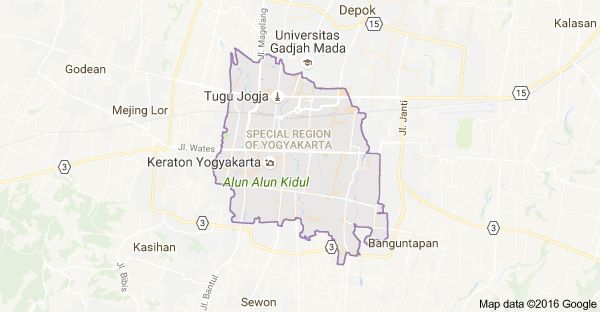 Depok
15
Kasalan
Jl. Magelang
Universitas
Gadjah Mada
Godean
Tugu Jogja
15
Mejing Lor
Jl. Janti
SPECIAL REGION
OF YOGYAKARTA
Jl. Wates
3
Keraton Yogyakarta
3
Alun Alun Kidul
3
3
3
Kasihan
Banguntapan
Jl. Bibis
Jl. Bantul
Sewon
Map data ©2016 Google